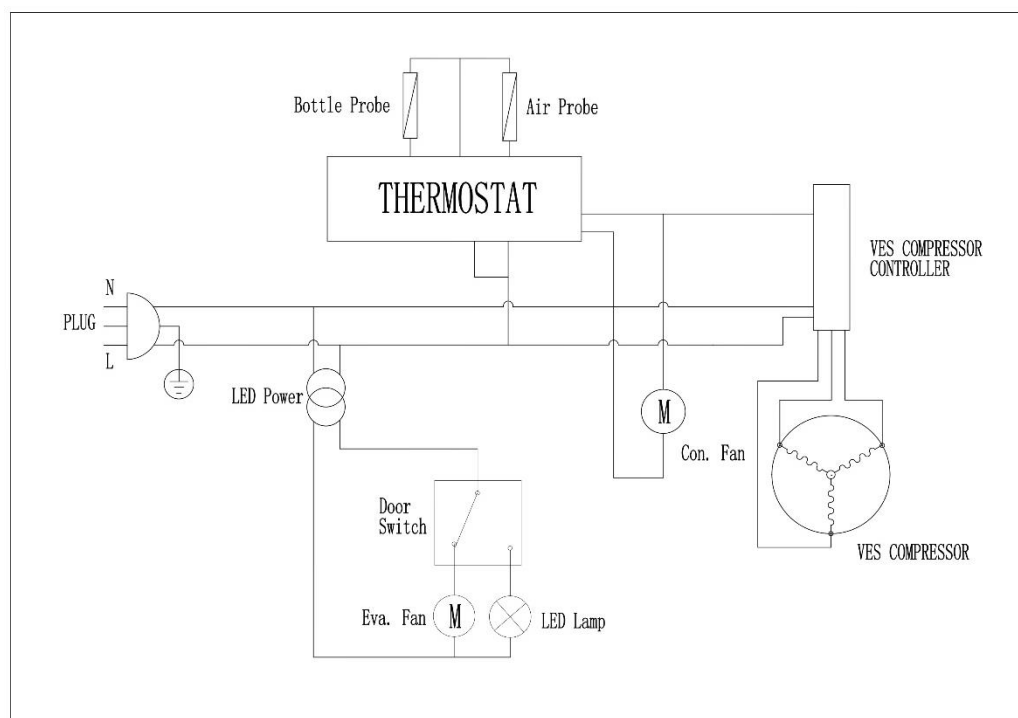 Bottle Probe
Air Probe
THERMOSTAT
VES COMPRESSOR
CONTROLLER
N
PLUG
L
LED Power
M
Con. Fan
Door
Switch
VES COMPRESSOR
Eva. Fan
M
LED Lamp